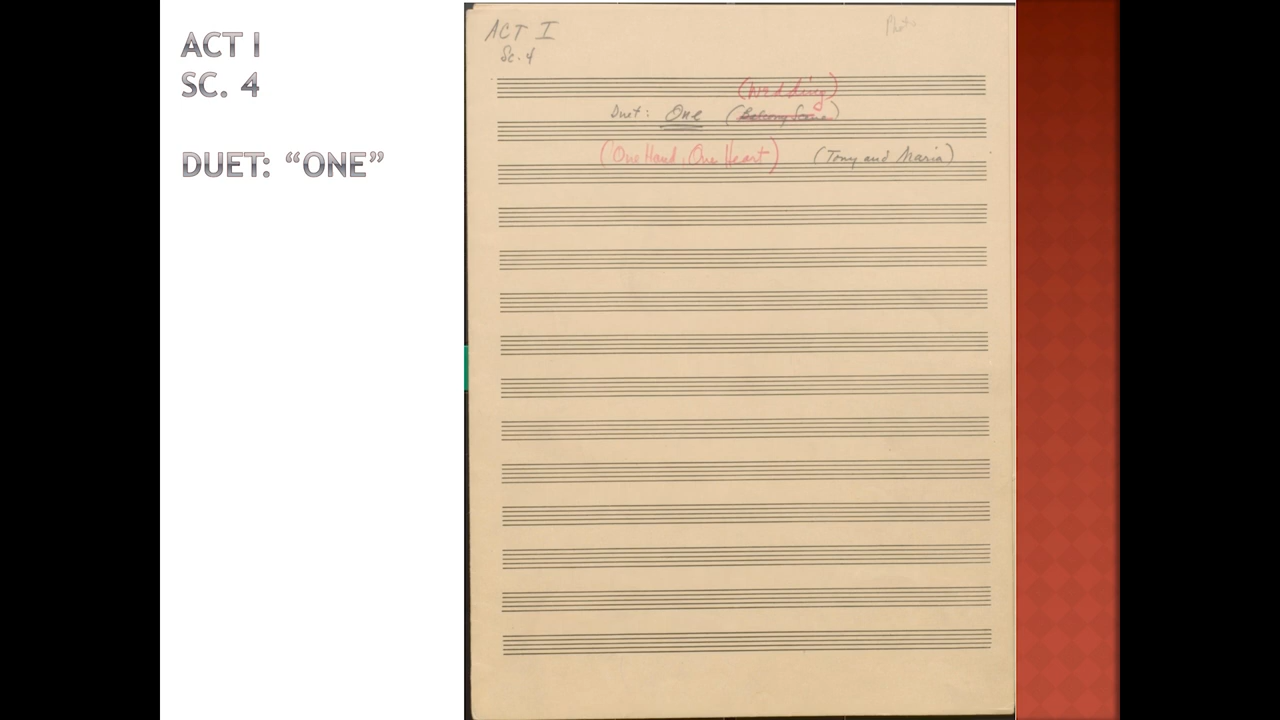 ACT I
SC. 4
DUET: “ONE”
ACT I
Sc. 4
Photo
(Wedding)
Duet: One (Balcony Scene)
(One Hand, One Heart) (Tony and Maria)